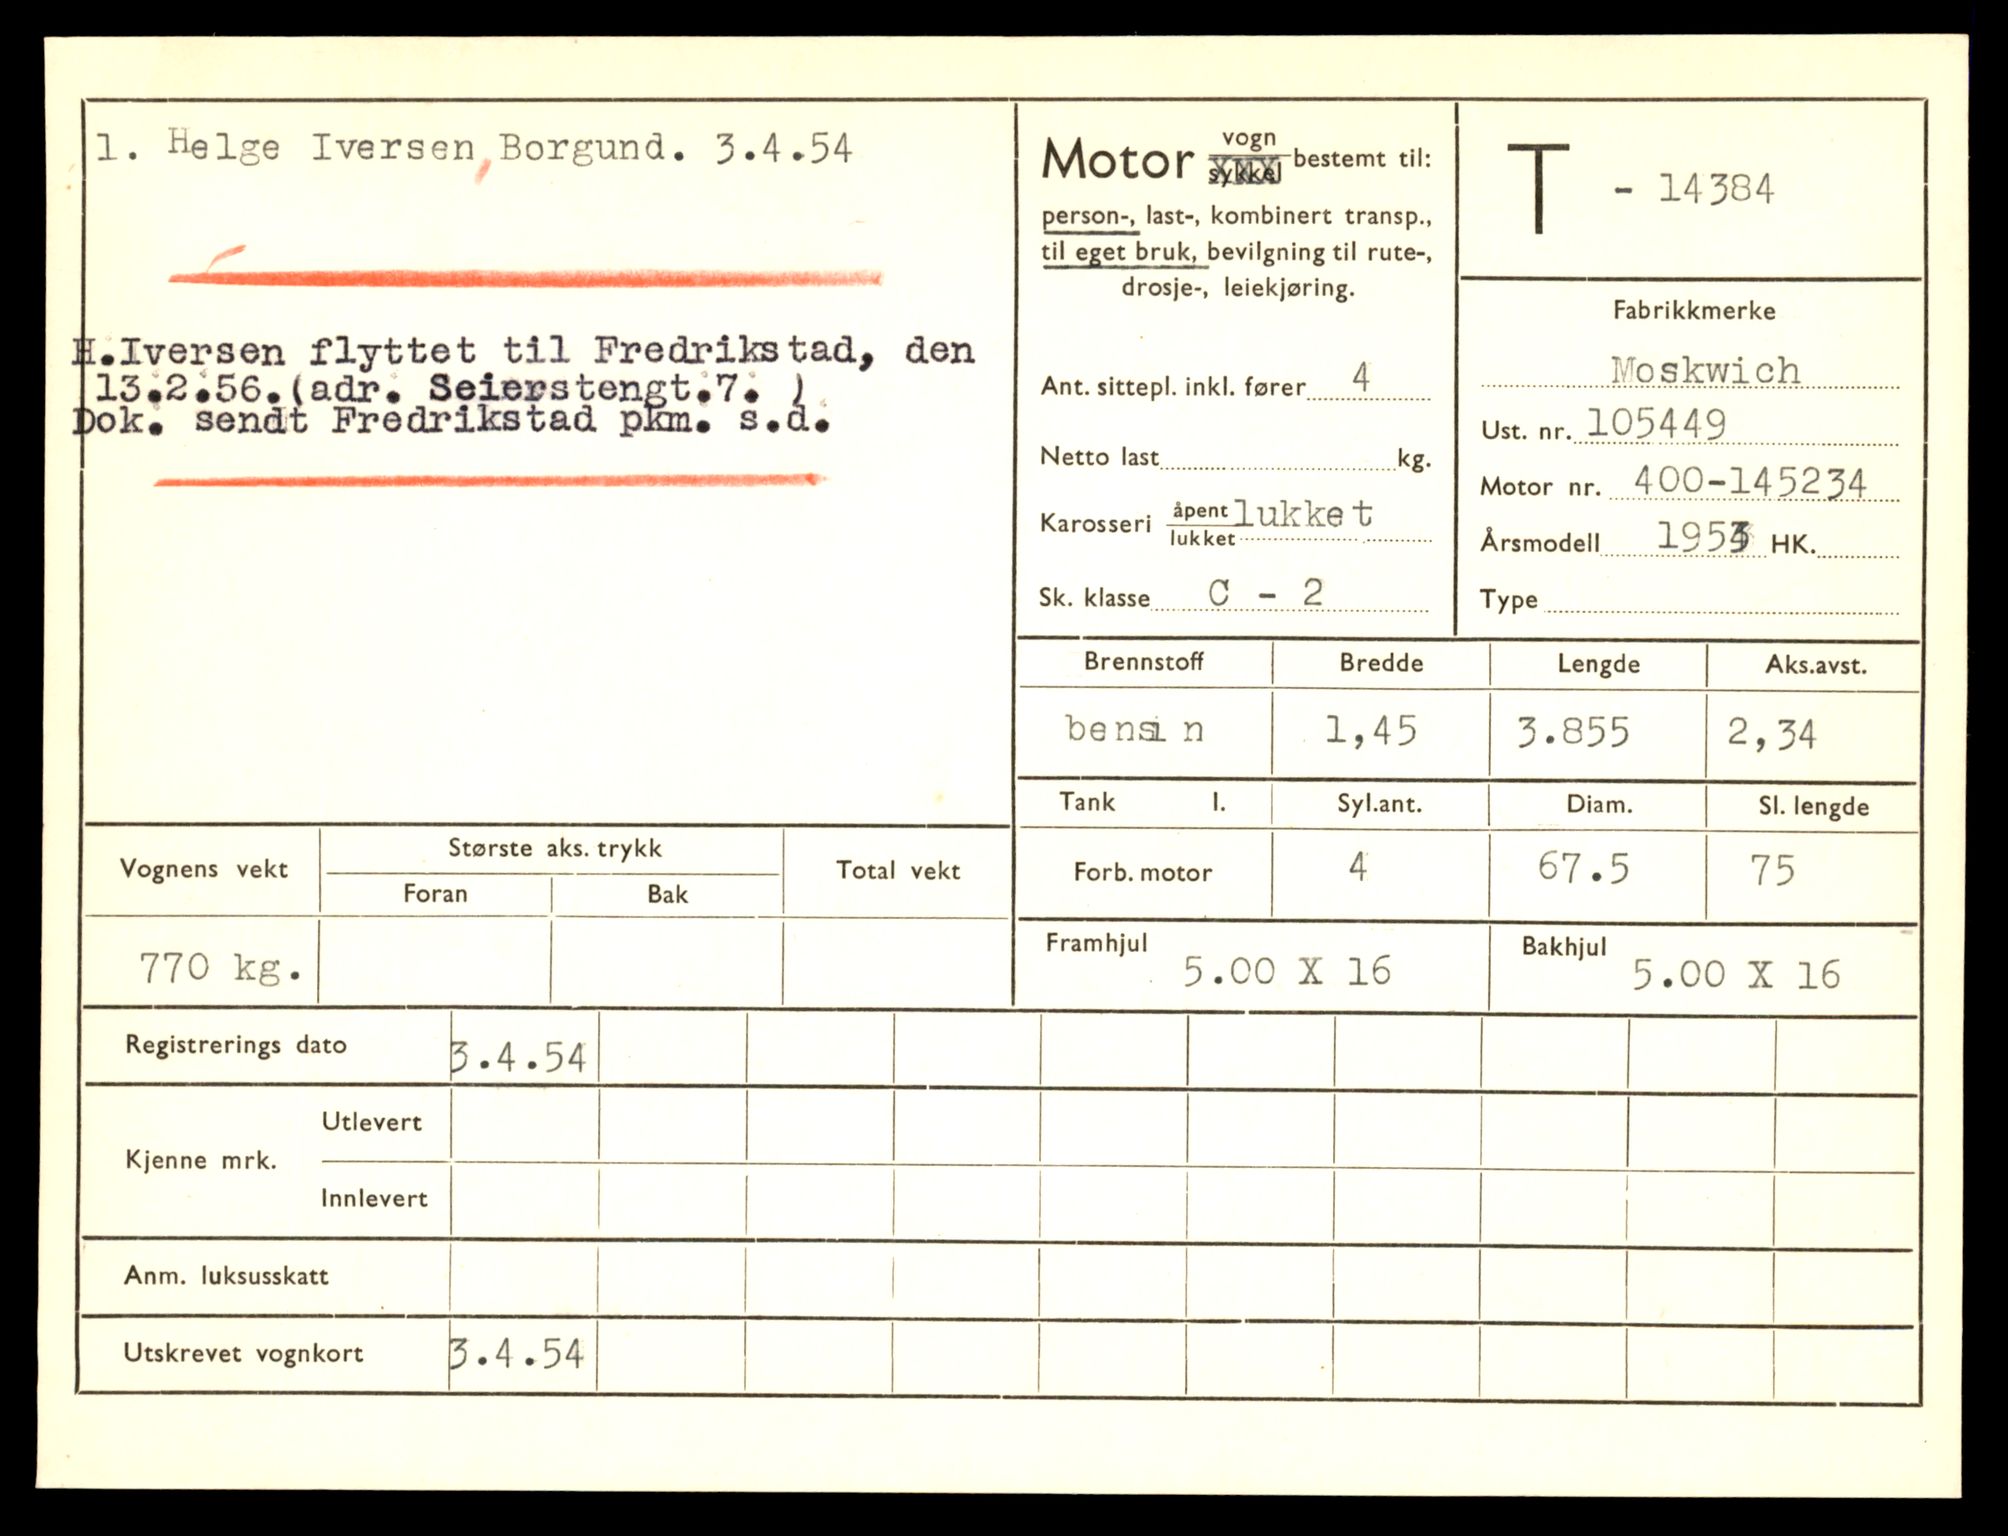 1. Helge Iversen, Borgund. 3.4.54
H.Iversen flyttet til Fredrikstad, den
13.2.56.(adr. Seierstengt.7. )
Dok. sendt Fredrikstad pkm. s.d.
Motor vogn sykkel bestemt til:
person-, last-, kombinert transp.,
til eget bruk, bevilgning til rute-,
drosje-, leiekjøring.
Ant. sittepl. inkl. fører 4
Netto last kg.
Karosseri åpent lukket lukket
Sk. klasse C - 2
T - 14384
Fabrikkmerke
Moskwich
Ust. nr. 105449
Motor nr. 400-145234
Årsmodell HK.
Type
Brennstoff Bredde Lengde Aks.avst.
bensin 1,45 3.855 2,34
Tank l. Syl.ant. Diam. Sl. lengde
Forb. motor 4 67.5 75
Framhjul 5.00 X 16 Bakhjul 5.00 X 16
Vognens vekt Største aks. trykk Total vekt
Foran Bak
770 kg.
Registrerings dato 3.4.54
Kjenne mrk. Utlevert
Innlevert
Anm. luksusskatt
Utskrevet vognkort 3.4.54